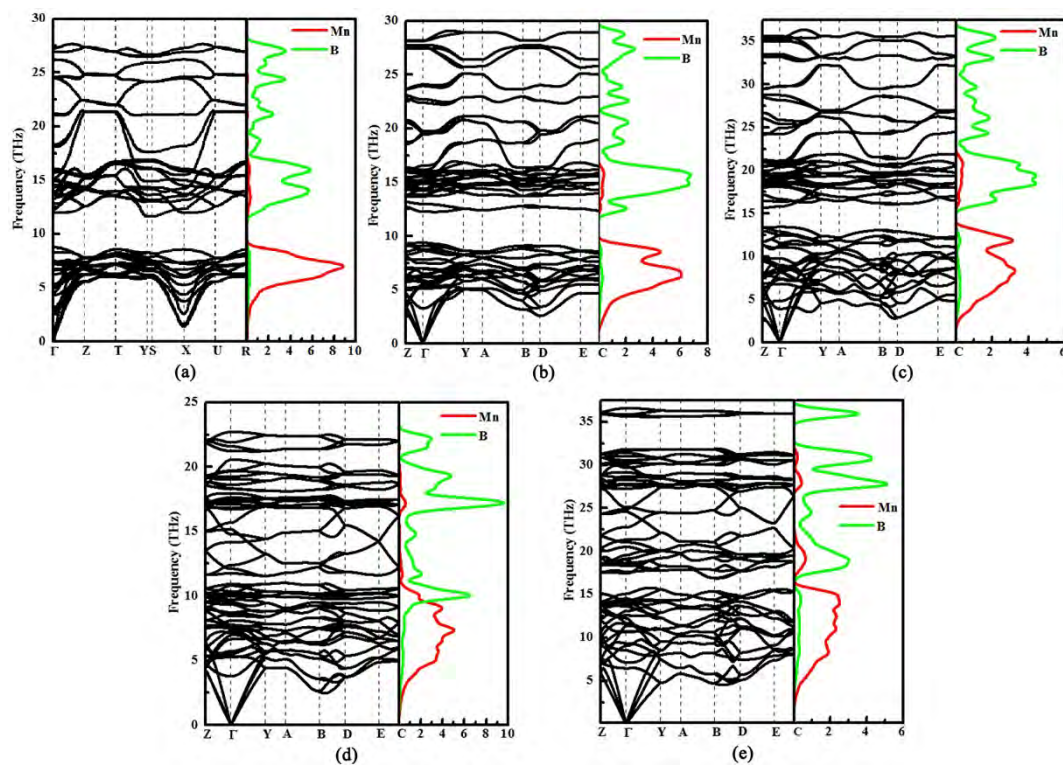 30
25
20
15
10
5
0
Frequency (THz)
Γ Z T Y S X U R
0 2 4 6 8 10
Mn
B
(a)
30
25
20
15
10
5
0
Frequency (THz)
Z Γ Y A B D E C
2 4 6 8
Mn
B
(b)
35
30
25
20
15
10
5
0
Frequency (THz)
Z Γ Y A B D E C
2 4 6
Mn
B
(c)
25
20
15
10
5
0
Frequency (THz)
Z Γ Y A B D E C
2 4 6 8 10
Mn
B
(d)
35
30
25
20
15
10
5
Frequency (THz)
Z Γ Y A B D E C
2 4 6
Mn
B
(e)